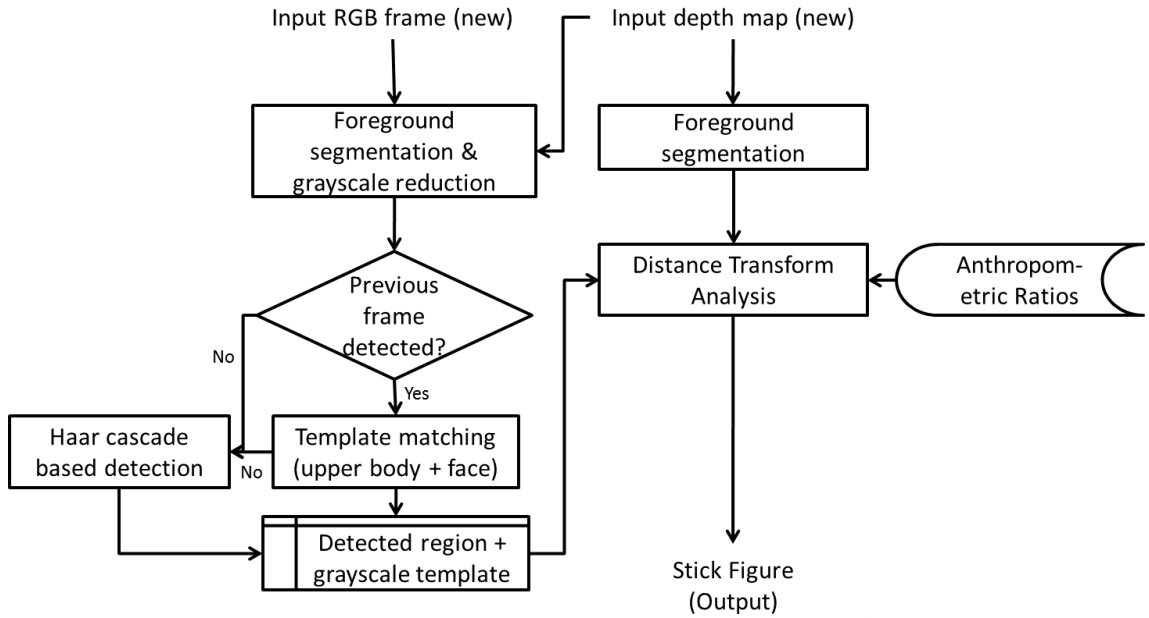 Input RGB frame (new)
Input depth map (new)
Foreground
segmentation &
grayscale reduction
Foreground
segmentation
Previous
frame
detected?
Distance Transform
Analysis
Anthropom-
etric Ratios
No
Yes
Haar cascade
based detection
No
Template matching
(upper body + face)
Detected region +
grayscale template
Stick Figure
(Output)